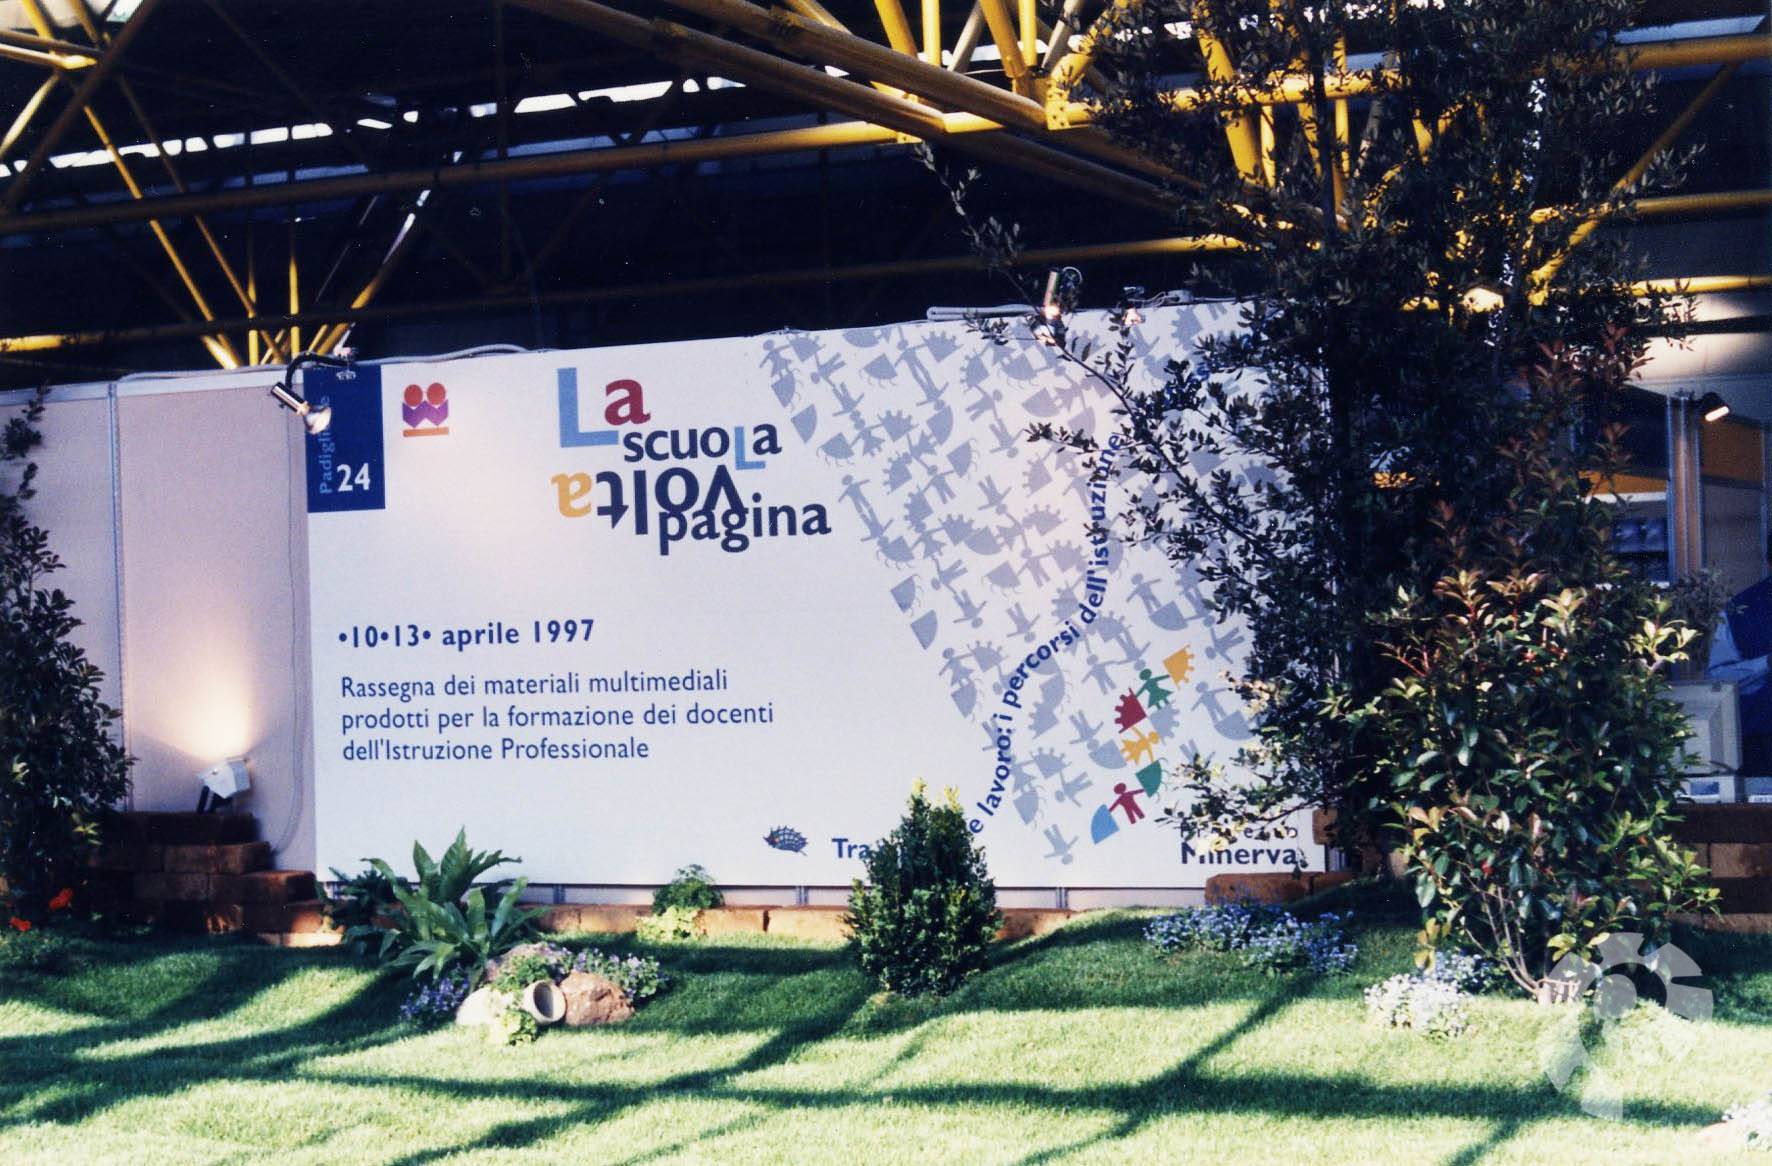 Padiglione
24
La
scuola
volta
pagina
•10•13• aprile 1997
Rassegna dei materiali multimediali
prodotti per la formazione dei docenti
dell'Istruzione Professionale
e lavoro: i percorsi dell'istruzione
Minerva